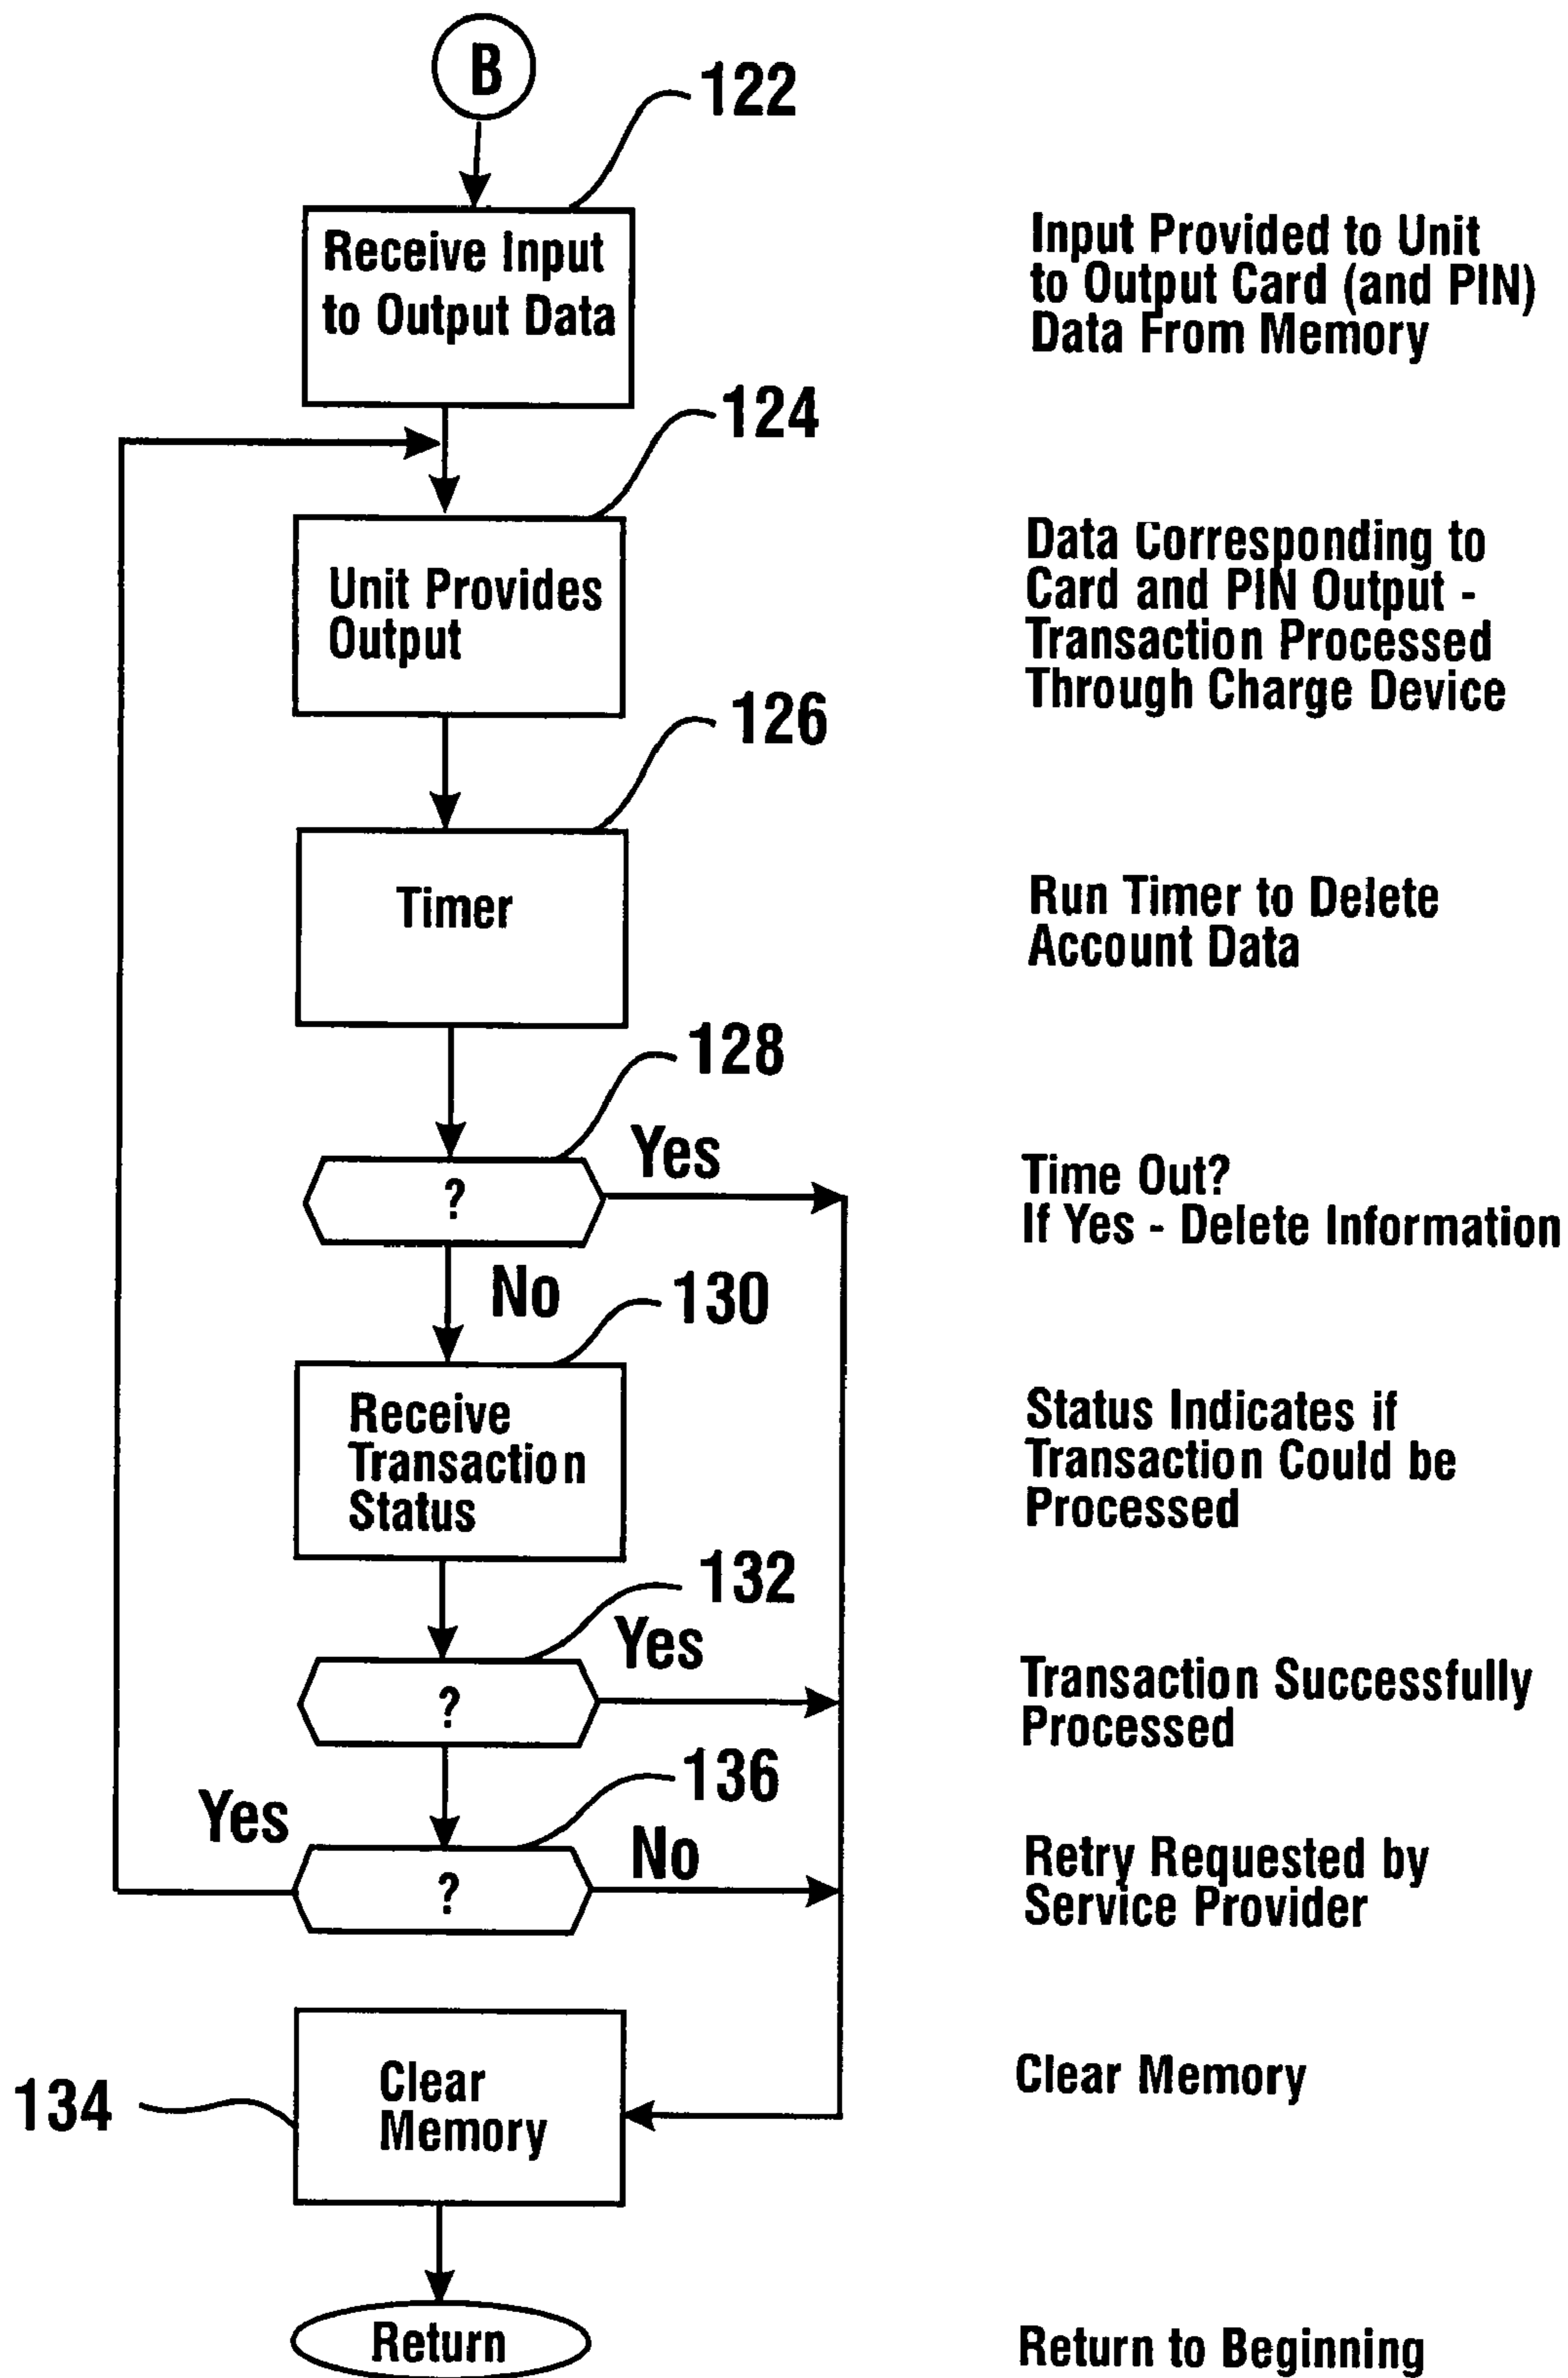 B
122
Receive Input
to Output Data
Input Provided to Unit
to Output Card (and PIN)
Data From Memory
124
Unit Provides
Output
Data Corresponding to
Card and PIN Output -
Transaction Processed
Through Charge Device
126
Timer
Run Timer to Delete
Account Data
128
?
Yes
Time Out?
If Yes - Delete Information
No
130
Receive
Transaction
Status
Status Indicates if
Transaction Could be
Processed
132
?
Yes
Transaction Successfully
Processed
136
Yes
?
No
Retry Requested by
Service Provider
134
Clear
Memory
Clear Memory
Return
Return to Beginning